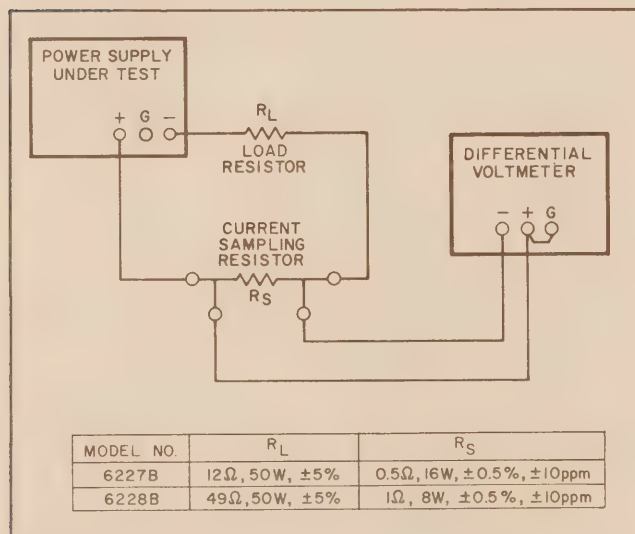 POWER SUPPLY
UNDER TEST
+ G -
R_L
LOAD
RESISTOR
DIFFERENTIAL
VOLTMETER
- + G
CURRENT
SAMPLING
RESISTOR
R_S
MODEL NO. R_L R_S
6227B 12Ω, 50W, ±5% 0.5Ω, 16W, ±0.5%, ±10ppm
6228B 49Ω, 50W, ±5% 1Ω, 8W, ±0.5%, ±10ppm